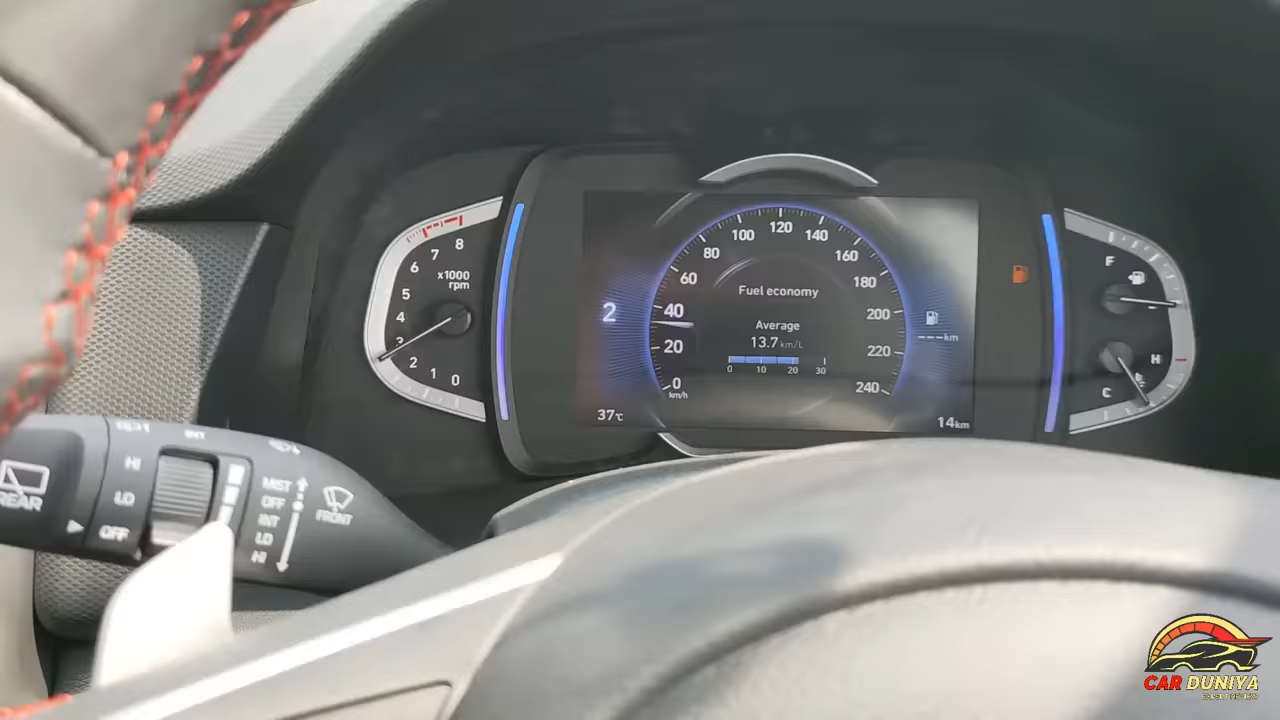 8
7
6
5
4
3
2
1
0
x1000
rpm
2
37℃
0
20
40
60
80
100
120
140
160
180
200
220
240
km/h
Fuel economy
Average
13.7 km/L
0 10 20 30
---km
14km
F
H
C
REAR
INT
HI
LO
OFF
MIST
OFF
INT
LO
HI
FRONT
CAR DUNIYA